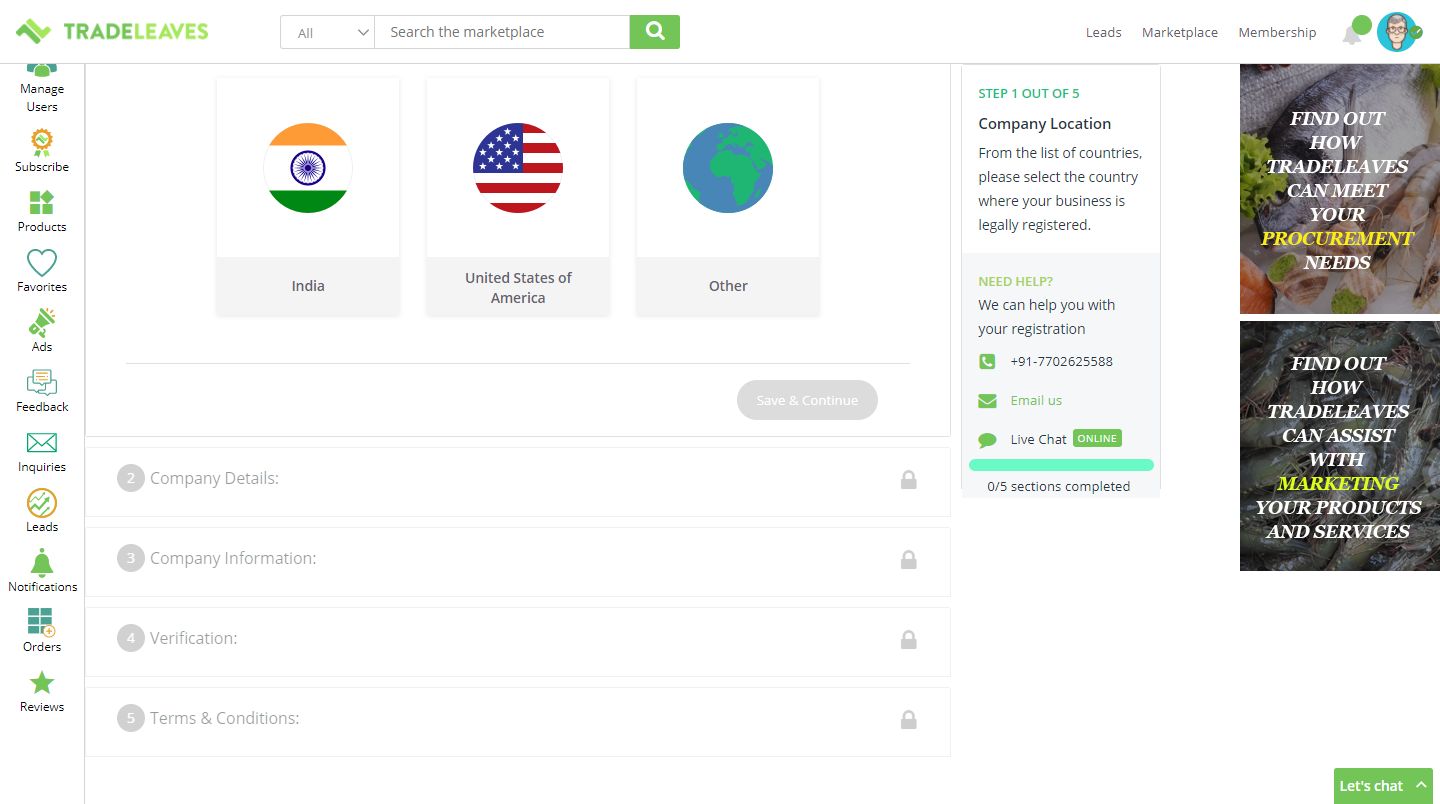 TRADELEAVES
All
Search the marketplace
Leads
Marketplace
Membership
Manage
Users
Subscribe
Products
Favorites
Ads
Feedback
Inquiries
Leads
Notifications
Orders
Reviews
India
United States of
America
Other
Save & Continue
2 Company Details:
3 Company Information:
4 Verification:
5 Terms & Conditions:
STEP 1 OUT OF 5
Company Location
From the list of countries,
please select the country
where your business is
legally registered.
NEED HELP?
We can help you with
your registration
+91-7702625588
Email us
Live Chat ONLINE
0/5 sections completed
FIND OUT
HOW
TRADELEAVES
CAN MEET
YOUR
PROCUREMENT
NEEDS
FIND OUT
HOW
TRADELEAVES
CAN ASSIST
WITH
MARKETING
YOUR PRODUCTS
AND SERVICES
Let's chat